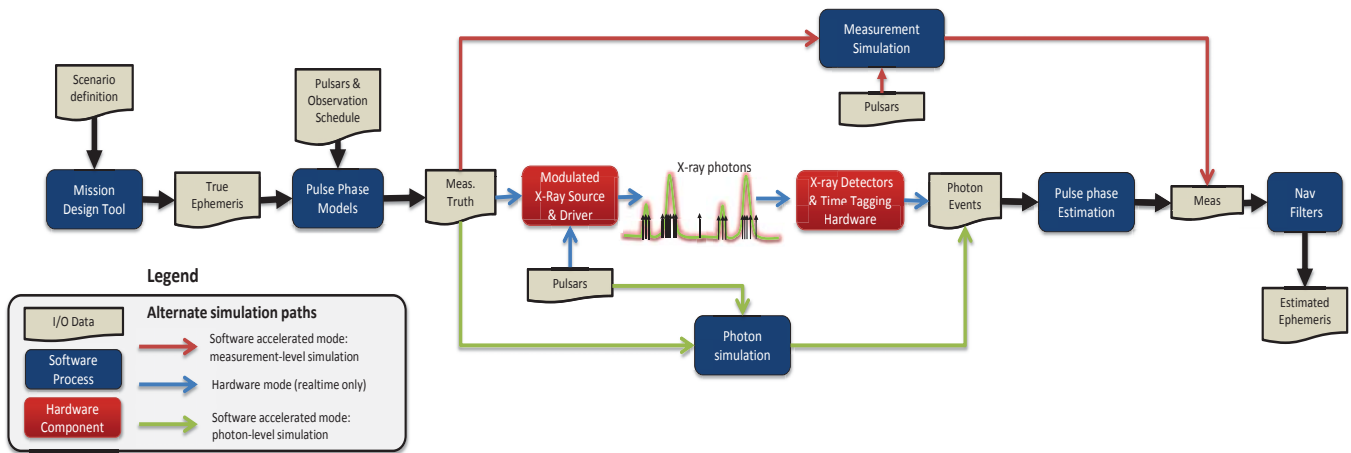 Measurement
Simulation
Scenario
definition
Pulsars &
Observation
Schedule
Pulsars
X-ray photons
Mission
Design Tool
True
Ephemeris
Pulse Phase
Models
Meas.
Truth
Modulated
X-Ray Source
& Driver
X-ray Detectors
& Time Tagging
Hardware
Photon
Events
Pulse phase
Estimation
Meas
Nav
Filters
Pulsars
Photon
simulation
Estimated
Ephemeris
Legend
Alternate simulation paths
I/O Data
Software
Process
Hardware
Component
Software accelerated mode:
measurement-level simulation
Hardware mode (realtime only)
Software accelerated mode:
photon-level simulation